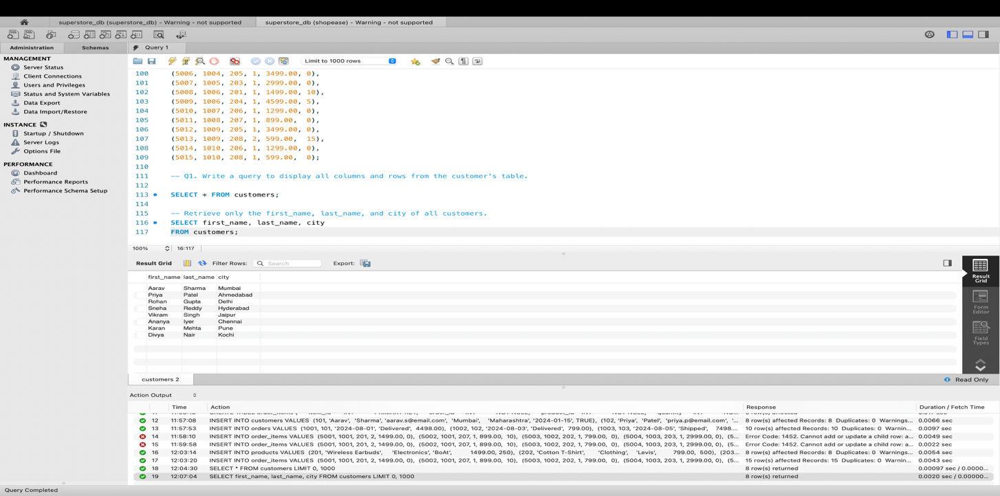 superstore_db (superstore_db) - Warning - not supported
superstore_db (shopease) - Warning - not supported
Administration
Schemas
Query 1
MANAGEMENT
Server Status
Client Connections
Users and Privileges
Status and System Variables
Data Export
Data Import/Restore
INSTANCE
Startup / Shutdown
Server Logs
Options File
PERFORMANCE
Dashboard
Performance Reports
Performance Schema Setup
Limit to 1000 rows
100 (5006, 1004, 205, 1, 3499.00, 0),
101 (5007, 1005, 203, 1, 2999.00, 0),
102 (5008, 1006, 201, 1, 1499.00, 10),
103 (5009, 1006, 204, 1, 4599.00, 5),
104 (5010, 1007, 206, 1, 1299.00, 0),
105 (5011, 1008, 207, 1, 899.00,  0),
106 (5012, 1009, 205, 1, 3499.00, 0),
107 (5013, 1009, 208, 2, 599.00,  15),
108 (5014, 1010, 206, 1, 1299.00, 0),
109 (5015, 1010, 208, 1, 599.00,  0);
110
111 -- Q1. Write a query to display all columns and rows from the customer's table.
112
113 SELECT * FROM customers;
114
115 -- Retrieve only the first_name, last_name, and city of all customers.
116 SELECT first_name, last_name, city
117 FROM customers;
100% 16:117
Result Grid Filter Rows: Search Export:
first_name last_name city
Aarav Sharma Mumbai
Priya Patel Ahmedabad
Rohan Gupta Delhi
Sneha Reddy Hyderabad
Vikram Singh Jaipur
Ananya Iyer Chennai
Karan Mehta Pune
Divya Nair Kochi
Result Grid
Form Editor
Field Types
customers 2
Read Only
Action Output
Time Action Response Duration / Fetch Time
12 11:57:08 INSERT INTO customers VALUES (101, 'Aarav', 'Sharma', 'aarav.s@email.com', 'Mumbai', 'Maharashtra', '2024-01-15', TRUE), (102, 'Priya', 'Patel', 'priya.p@email.com', '... 8 row(s) affected Records: 8 Duplicates: 0 Warnings... 0.0066 sec
13 11:57:53 INSERT INTO orders VALUES (1001, 101, '2024-08-01', 'Delivered', 4498.00), (1002, 102, '2024-08-03', 'Delivered', 799.00), (1003, 103, '2024-08-05', 'Shipped', 7498.... 10 row(s) affected Records: 10 Duplicates: 0 Warnin... 0.0097 sec
14 11:58:10 INSERT INTO order_items VALUES (5001, 1001, 201, 2, 1499.00, 0), (5002, 1001, 207, 1, 899.00, 10), (5003, 1002, 202, 1, 799.00, 0), (5004, 1003, 203, 1, 2999.00, 0), (5... Error Code: 1452. Cannot add or update a child row: a... 0.0049 sec
15 11:59:58 INSERT INTO order_items VALUES (5001, 1001, 201, 2, 1499.00, 0), (5002, 1001, 207, 1, 899.00, 10), (5003, 1002, 202, 1, 799.00, 0), (5004, 1003, 203, 1, 2999.00, 0), (5... Error Code: 1452. Cannot add or update a child row: a... 0.0022 sec
16 12:03:14 INSERT INTO products VALUES (201, 'Wireless Earbuds', 'Electronics', 'BoAt', 1499.00, 250), (202, 'Cotton T-Shirt', 'Clothing', 'Levis', 799.00, 500), (203... 8 row(s) affected Records: 8 Duplicates: 0 Warnings... 0.0054 sec
17 12:03:20 INSERT INTO order_items VALUES (5001, 1001, 201, 2, 1499.00, 0), (5002, 1001, 207, 1, 899.00, 10), (5003, 1002, 202, 1, 799.00, 0), (5004, 1003, 203, 1, 2999.00, 0), (5... 15 row(s) affected Records: 15 Duplicates: 0 Warnin... 0.0043 sec
18 12:04:30 SELECT * FROM customers LIMIT 0, 1000 8 row(s) returned 0.00097 sec / 0.0000...
19 12:07:04 SELECT first_name, last_name, city FROM customers LIMIT 0, 1000 8 row(s) returned 0.0020 sec / 0.00000...
Query Completed